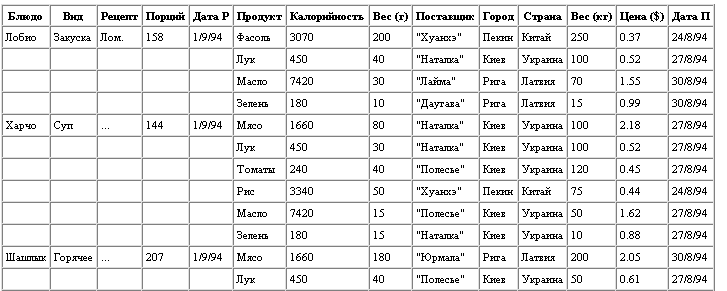 Блюдо Вид Рецепт Порций Дата Р Продукт Калорийность Вес (г) Поставщик Город Страна Вес (кг) Цена ($) Дата П
Лобио Закуска Лом. 158 1/9/94 Фасоль 3070 200 "Хуанхэ" Пекин Китай 250 0.37 24/8/94
Лук 450 40 "Наталка" Киев Украина 100 0.52 27/8/94
Масло 7420 30 "Лайма" Рига Латвия 70 1.55 30/8/94
Зелень 180 10 "Даугава" Рига Латвия 15 0.99 30/8/94
Харчо Суп ... 144 1/9/94 Мясо 1660 80 "Наталка" Киев Украина 100 2.18 27/8/94
Лук 450 30 "Наталка" Киев Украина 100 0.52 27/8/94
Томаты 240 40 "Полесье" Киев Украина 120 0.45 27/8/94
Рис 3340 50 "Хуанхэ" Пекин Китай 75 0.44 24/8/94
Масло 7420 15 "Полесье" Киев Украина 50 1.62 27/8/94
Зелень 180 15 "Наталка" Киев Украина 10 0.88 27/8/94
Шашлык Горячее ... 207 1/9/94 Мясо 1660 180 "Юрмала" Рига Латвия 200 2.05 30/8/94
Лук 450 40 "Полесье" Киев Украина 50 0.61 27/8/94